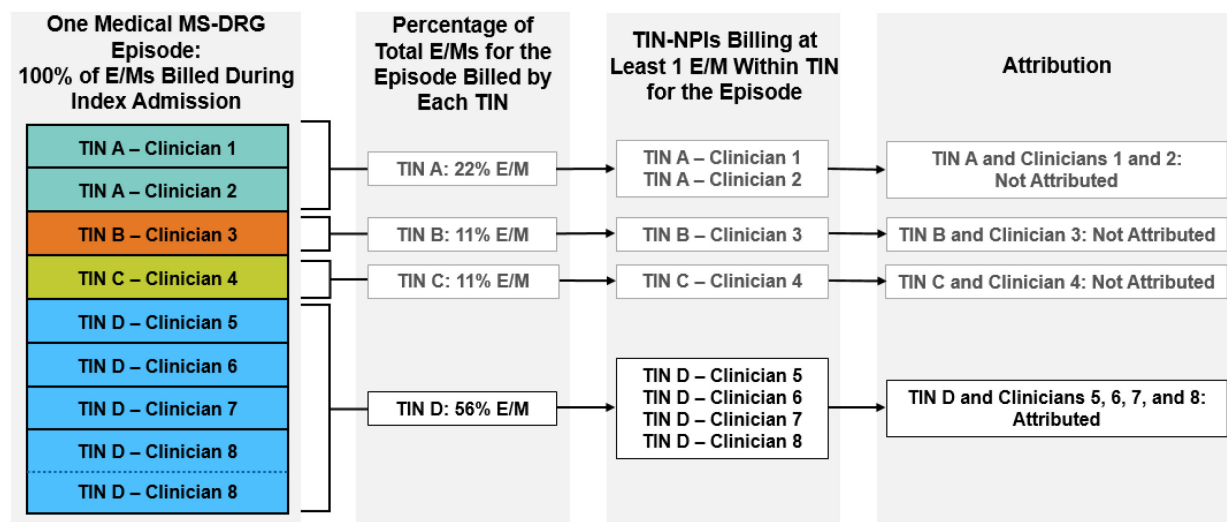 One Medical MS-DRG
Episode:
100% of E/Ms Billed During
Index Admission
TIN A – Clinician 1
TIN A – Clinician 2
TIN B – Clinician 3
TIN C – Clinician 4
TIN D – Clinician 5
TIN D – Clinician 6
TIN D – Clinician 7
TIN D – Clinician 8
TIN D – Clinician 8
Percentage of
Total E/Ms for the
Episode Billed by
Each TIN
TIN A: 22% E/M
TIN B: 11% E/M
TIN C: 11% E/M
TIN D: 56% E/M
TIN-NPIs Billing at
Least 1 E/M Within TIN
for the Episode
TIN A – Clinician 1
TIN A – Clinician 2
TIN B – Clinician 3
TIN C – Clinician 4
TIN D – Clinician 5
TIN D – Clinician 6
TIN D – Clinician 7
TIN D – Clinician 8
Attribution
TIN A and Clinicians 1 and 2:
Not Attributed
TIN B and Clinician 3: Not Attributed
TIN C and Clinician 4: Not Attributed
TIN D and Clinicians 5, 6, 7, and 8:
Attributed